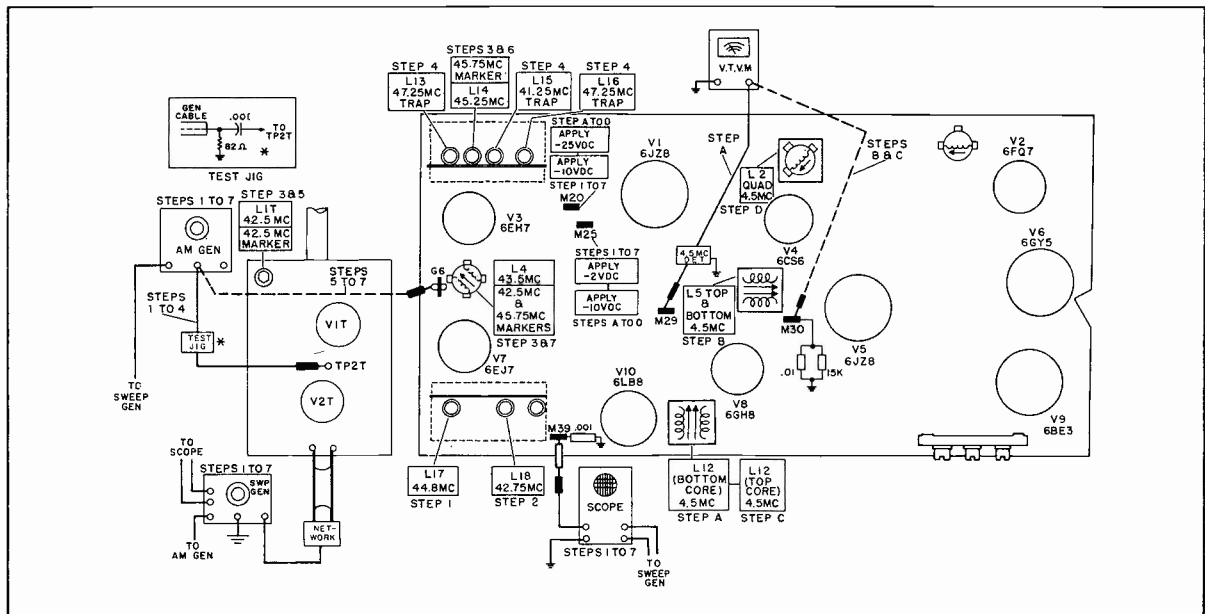 GEN
CABLE
.001
TO
TP2T
82Ω
*
TEST JIG
STEPS 1 TO 7
AM GEN
STEP 3&5
L1T
42.5 MC
42.5 MC
MARKER
STEPS
5 TO 7
STEPS
1 TO 4
TEST
JIG
*
TO
SWEEP
GEN
V1T
TP2T
V2T
TO
SCOPE
STEPS 1 TO 7
SWP
GEN
TO
AM GEN
NET-
WORK
STEP 4
L13
47.25MC
TRAP
STEPS 3&6
45.75MC
MARKER
L14
45.25MC
STEP 4
L15
41.25MC
TRAP
STEP 4
L16
47.25MC
TRAP
V3
6EH7
G6
L4
43.5MC
42.5MC
&
45.75MC
MARKERS
STEP 3&7
V7
6EJ7
L17
44.8MC
STEP 1
L18
42.75MC
STEP 2
STEP A TO D
APPLY
-25VDC
APPLY
-10VDC
STEP 1 TO 7
M20
M25
STEPS 1 TO 7
APPLY
-2VDC
APPLY
-10VDC
STEPS A TO D
V1
6JZ8
V.T.V.M
STEP
A
STEPS
B & C
L 2
QUAD
4.5MC
STEP D
V4
6CS6
4.5MC
DET
M29
L5 TOP
&
BOTTOM
4.5MC
STEP B
M30
.01
15K
V5
6JZ8
V2
6FQ7
V6
6GY5
V9
6BE3
V8
6GH8
V10
6LB8
M39
.001
SCOPE
STEPS 1 TO 7
TO
SWEEP
GEN
L12
(BOTTOM
CORE)
4.5MC
STEP A
L12
(TOP
CORE)
4.5MC
STEP C